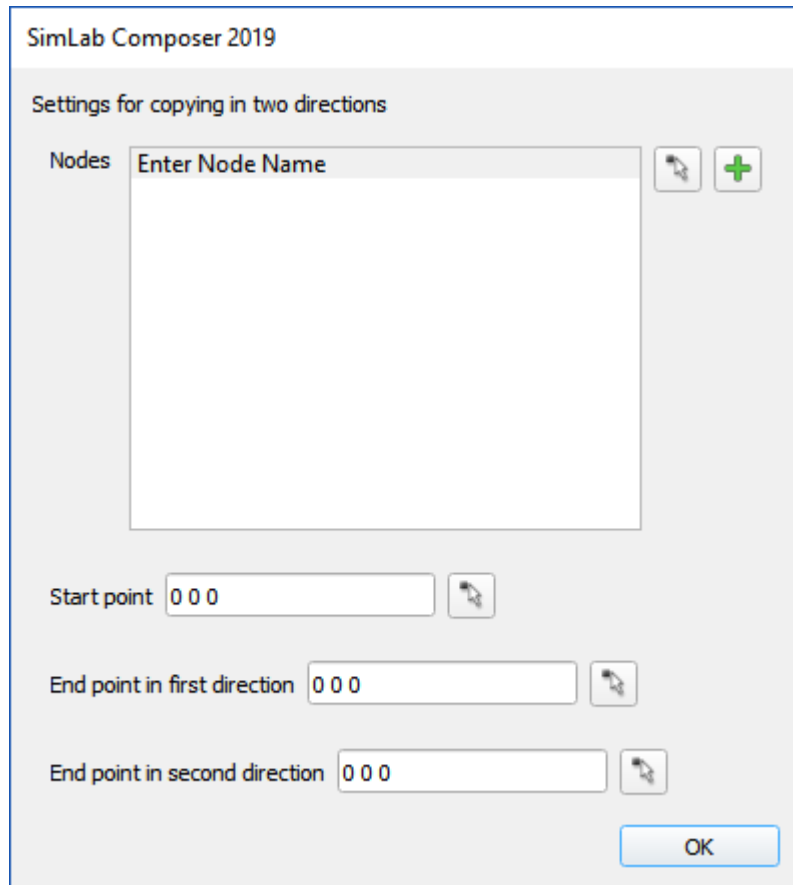 SimLab Composer 2019
Settings for copying in two directions
Nodes Enter Node Name
Start point 0 0 0
End point in first direction 0 0 0
End point in second direction 0 0 0
OK